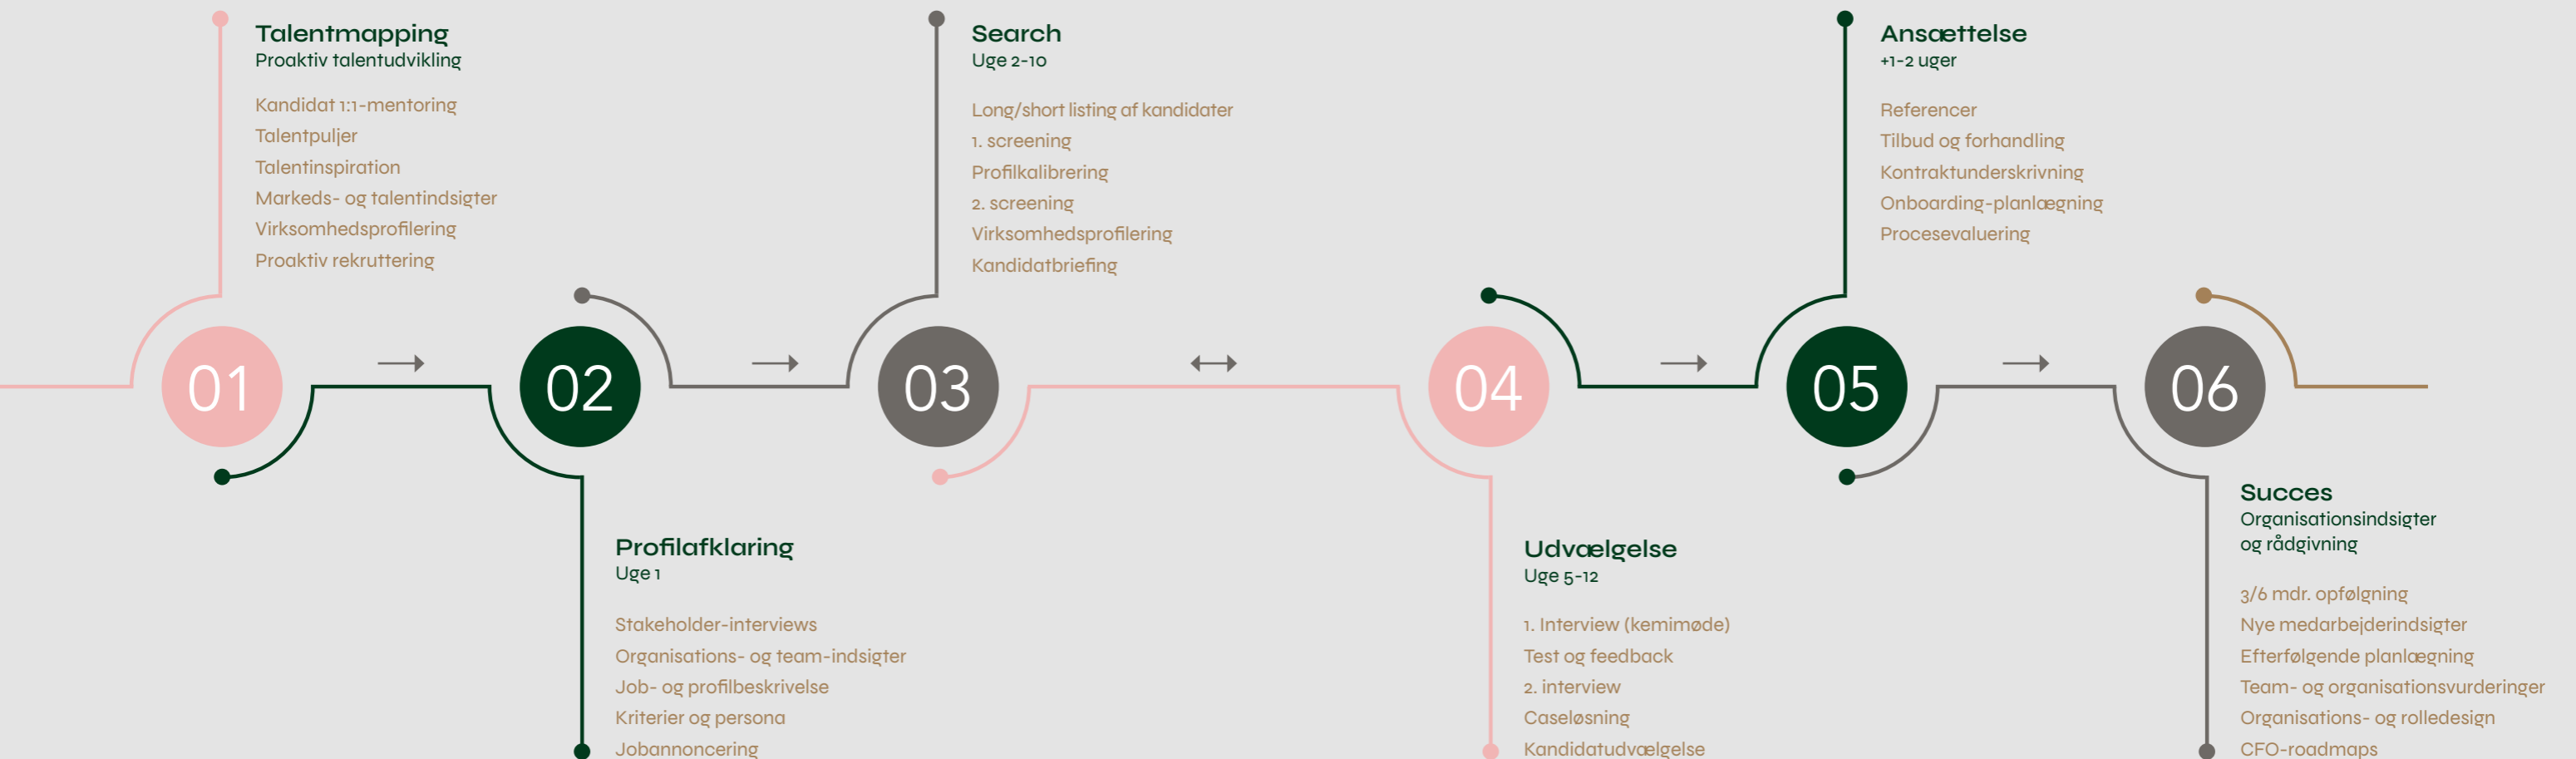 01
Talentmapping
Proaktiv talentudvikling
Kandidat 1:1-mentoring
Talentpuljer
Talentinspiration
Markeds- og talentindsigter
Virksomhedsprofilering
Proaktiv rekruttering
02
Profilafklaring
Uge 1
Stakeholder-interviews
Organisations- og team-indsigter
Job- og profilbeskrivelse
Kriterier og persona
Jobannoncering
03
Search
Uge 2-10
Long/short listing af kandidater
1. screening
Profilkalibrering
2. screening
Virksomhedsprofilering
Kandidatbriefing
04
Udvælgelse
Uge 5-12
1. Interview (kemimøde)
Test og feedback
2. interview
Caseløsning
Kandidatudvælgelse
05
Ansættelse
+1-2 uger
Referencer
Tilbud og forhandling
Kontraktunderskrivning
Onboarding-planlægning
Procesevaluering
06
Succes
Organisationsindsigter
og rådgivning
3/6 mdr. opfølgning
Nye medarbejderindsigter
Efterfølgende planlægning
Team- og organisationsvurderinger
Organisations- og rolledesign
CFO-roadmaps